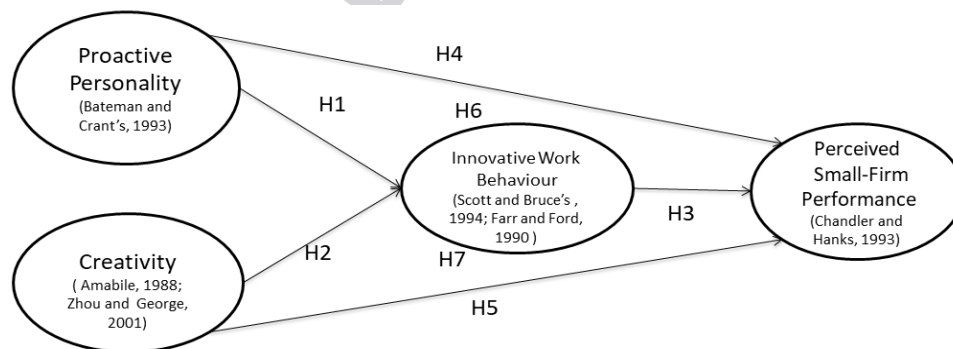 Proactive
Personality
(Bateman and
Crant's, 1993)
H4
H1
H6
Innovative Work
Behaviour
(Scott and Bruce's ,
1994; Farr and Ford,
1990 )
Perceived
Small-Firm
Performance
(Chandler and
Hanks, 1993)
H3
H2
H7
Creativity
( Amabile, 1988;
Zhou and George,
2001)
H5